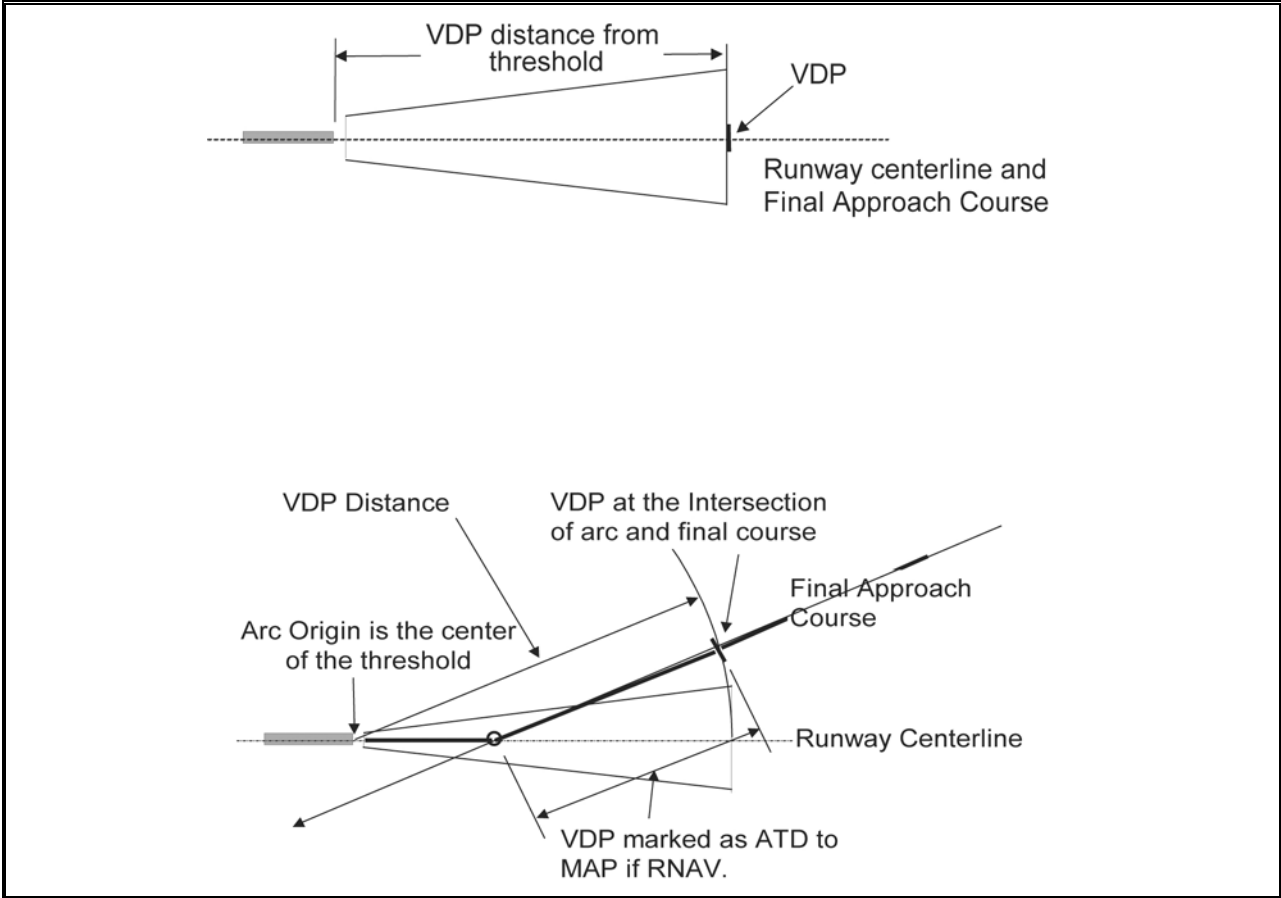 VDP distance from
threshold
VDP
Runway centerline and
Final Approach Course
VDP Distance
VDP at the Intersection
of arc and final course
Final Approach
Course
Arc Origin is the center
of the threshold
Runway Centerline
VDP marked as ATD to
MAP if RNAV.